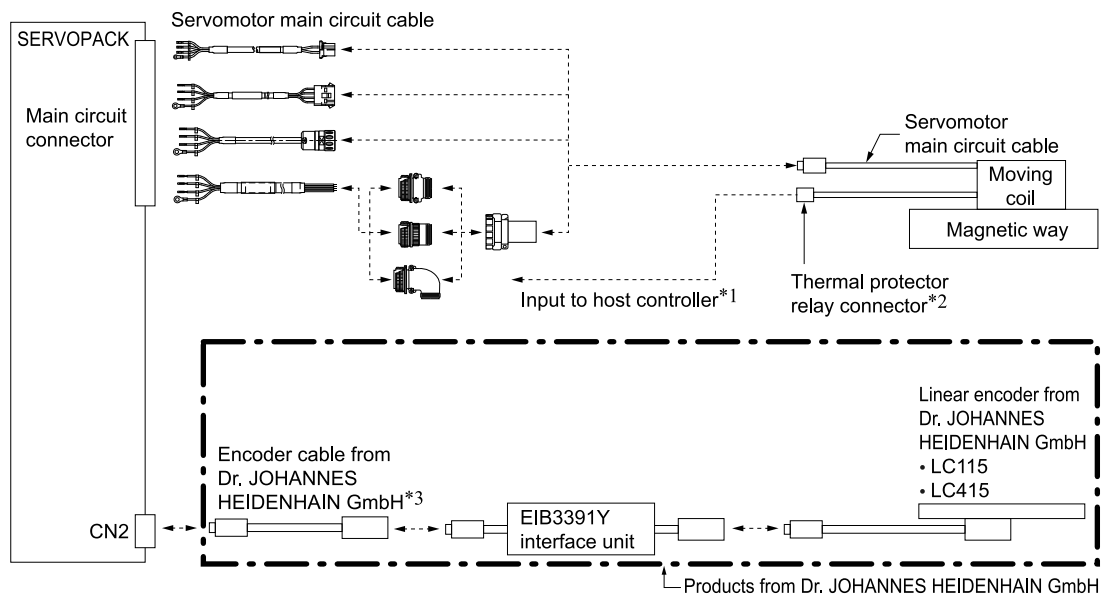 SERVOPACK
Main circuit
connector
Servomotor main circuit cable
Servomotor
main circuit cable
Moving
coil
Magnetic way
Input to host controller*1
Thermal protector
relay connector*2
Linear encoder from
Dr. JOHANNES
HEIDENHAIN GmbH
• LC115
• LC415
Encoder cable from
Dr. JOHANNES
HEIDENHAIN GmbH*3
CN2
EIB3391Y
interface unit
Products from Dr. JOHANNES HEIDENHAIN GmbH